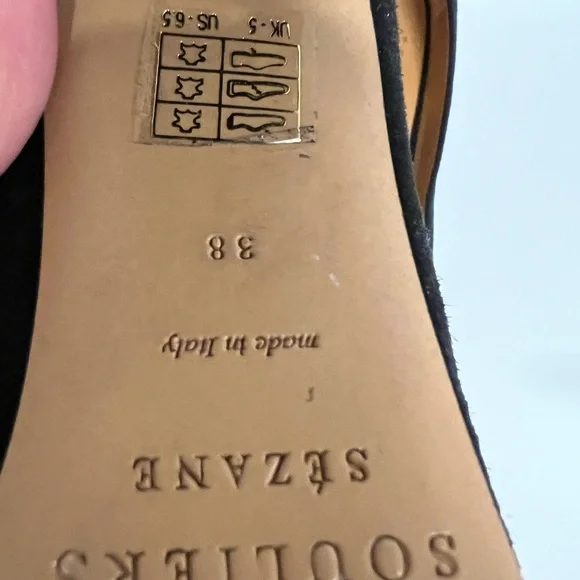 SOULIERS
SÉZANE
made in Italy
38
UK - 5 US - 6.5